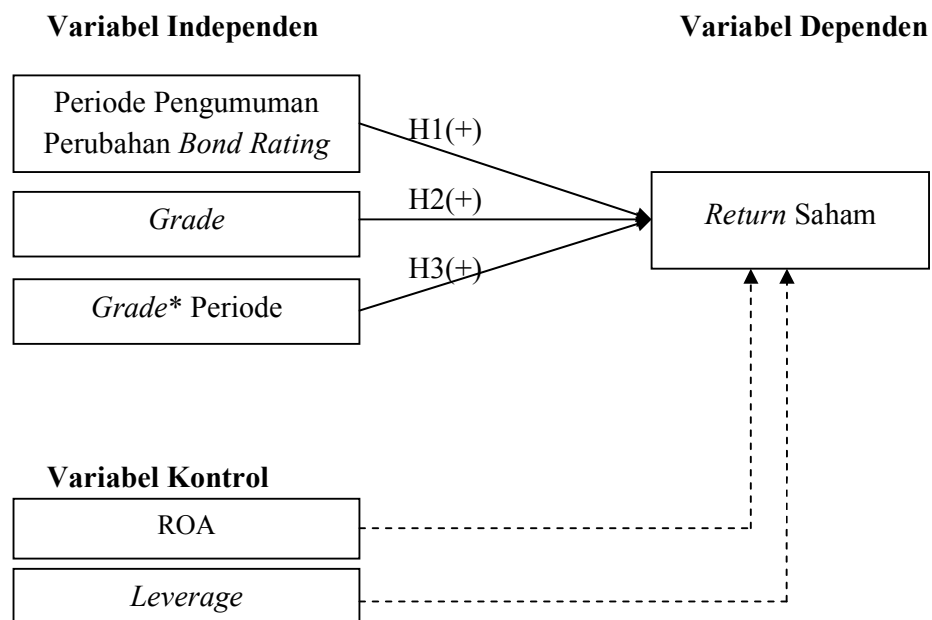 Variabel Independen
Variabel Dependen
Periode Pengumuman
Perubahan Bond Rating
H1(+)
Grade
H2(+)
Return Saham
H3(+)
Grade* Periode
Variabel Kontrol
ROA
Leverage